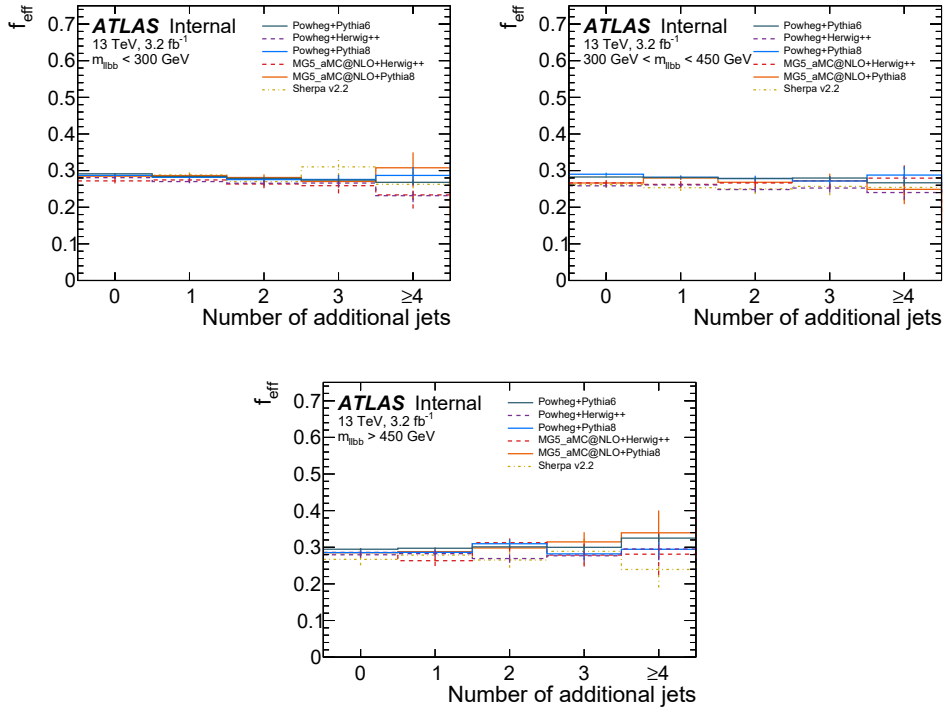 f_eff
0.7
0.6
0.5
0.4
0.3
0.2
0.1
0
ATLAS Internal
13 TeV, 3.2 fb⁻¹
m_llbb < 300 GeV
Powheg+Pythia6
Powheg+Herwig++
Powheg+Pythia8
MG5_aMC@NLO+Herwig++
MG5_aMC@NLO+Pythia8
Sherpa v2.2
0 1 2 3 ≥4
Number of additional jets
f_eff
0.7
0.6
0.5
0.4
0.3
0.2
0.1
0
ATLAS Internal
13 TeV, 3.2 fb⁻¹
300 GeV < m_llbb < 450 GeV
Powheg+Pythia6
Powheg+Herwig++
Powheg+Pythia8
MG5_aMC@NLO+Herwig++
MG5_aMC@NLO+Pythia8
Sherpa v2.2
0 1 2 3 ≥4
Number of additional jets
f_eff
0.7
0.6
0.5
0.4
0.3
0.2
0.1
0
ATLAS Internal
13 TeV, 3.2 fb⁻¹
m_llbb > 450 GeV
Powheg+Pythia6
Powheg+Herwig++
Powheg+Pythia8
MG5_aMC@NLO+Herwig++
MG5_aMC@NLO+Pythia8
Sherpa v2.2
0 1 2 3 ≥4
Number of additional jets